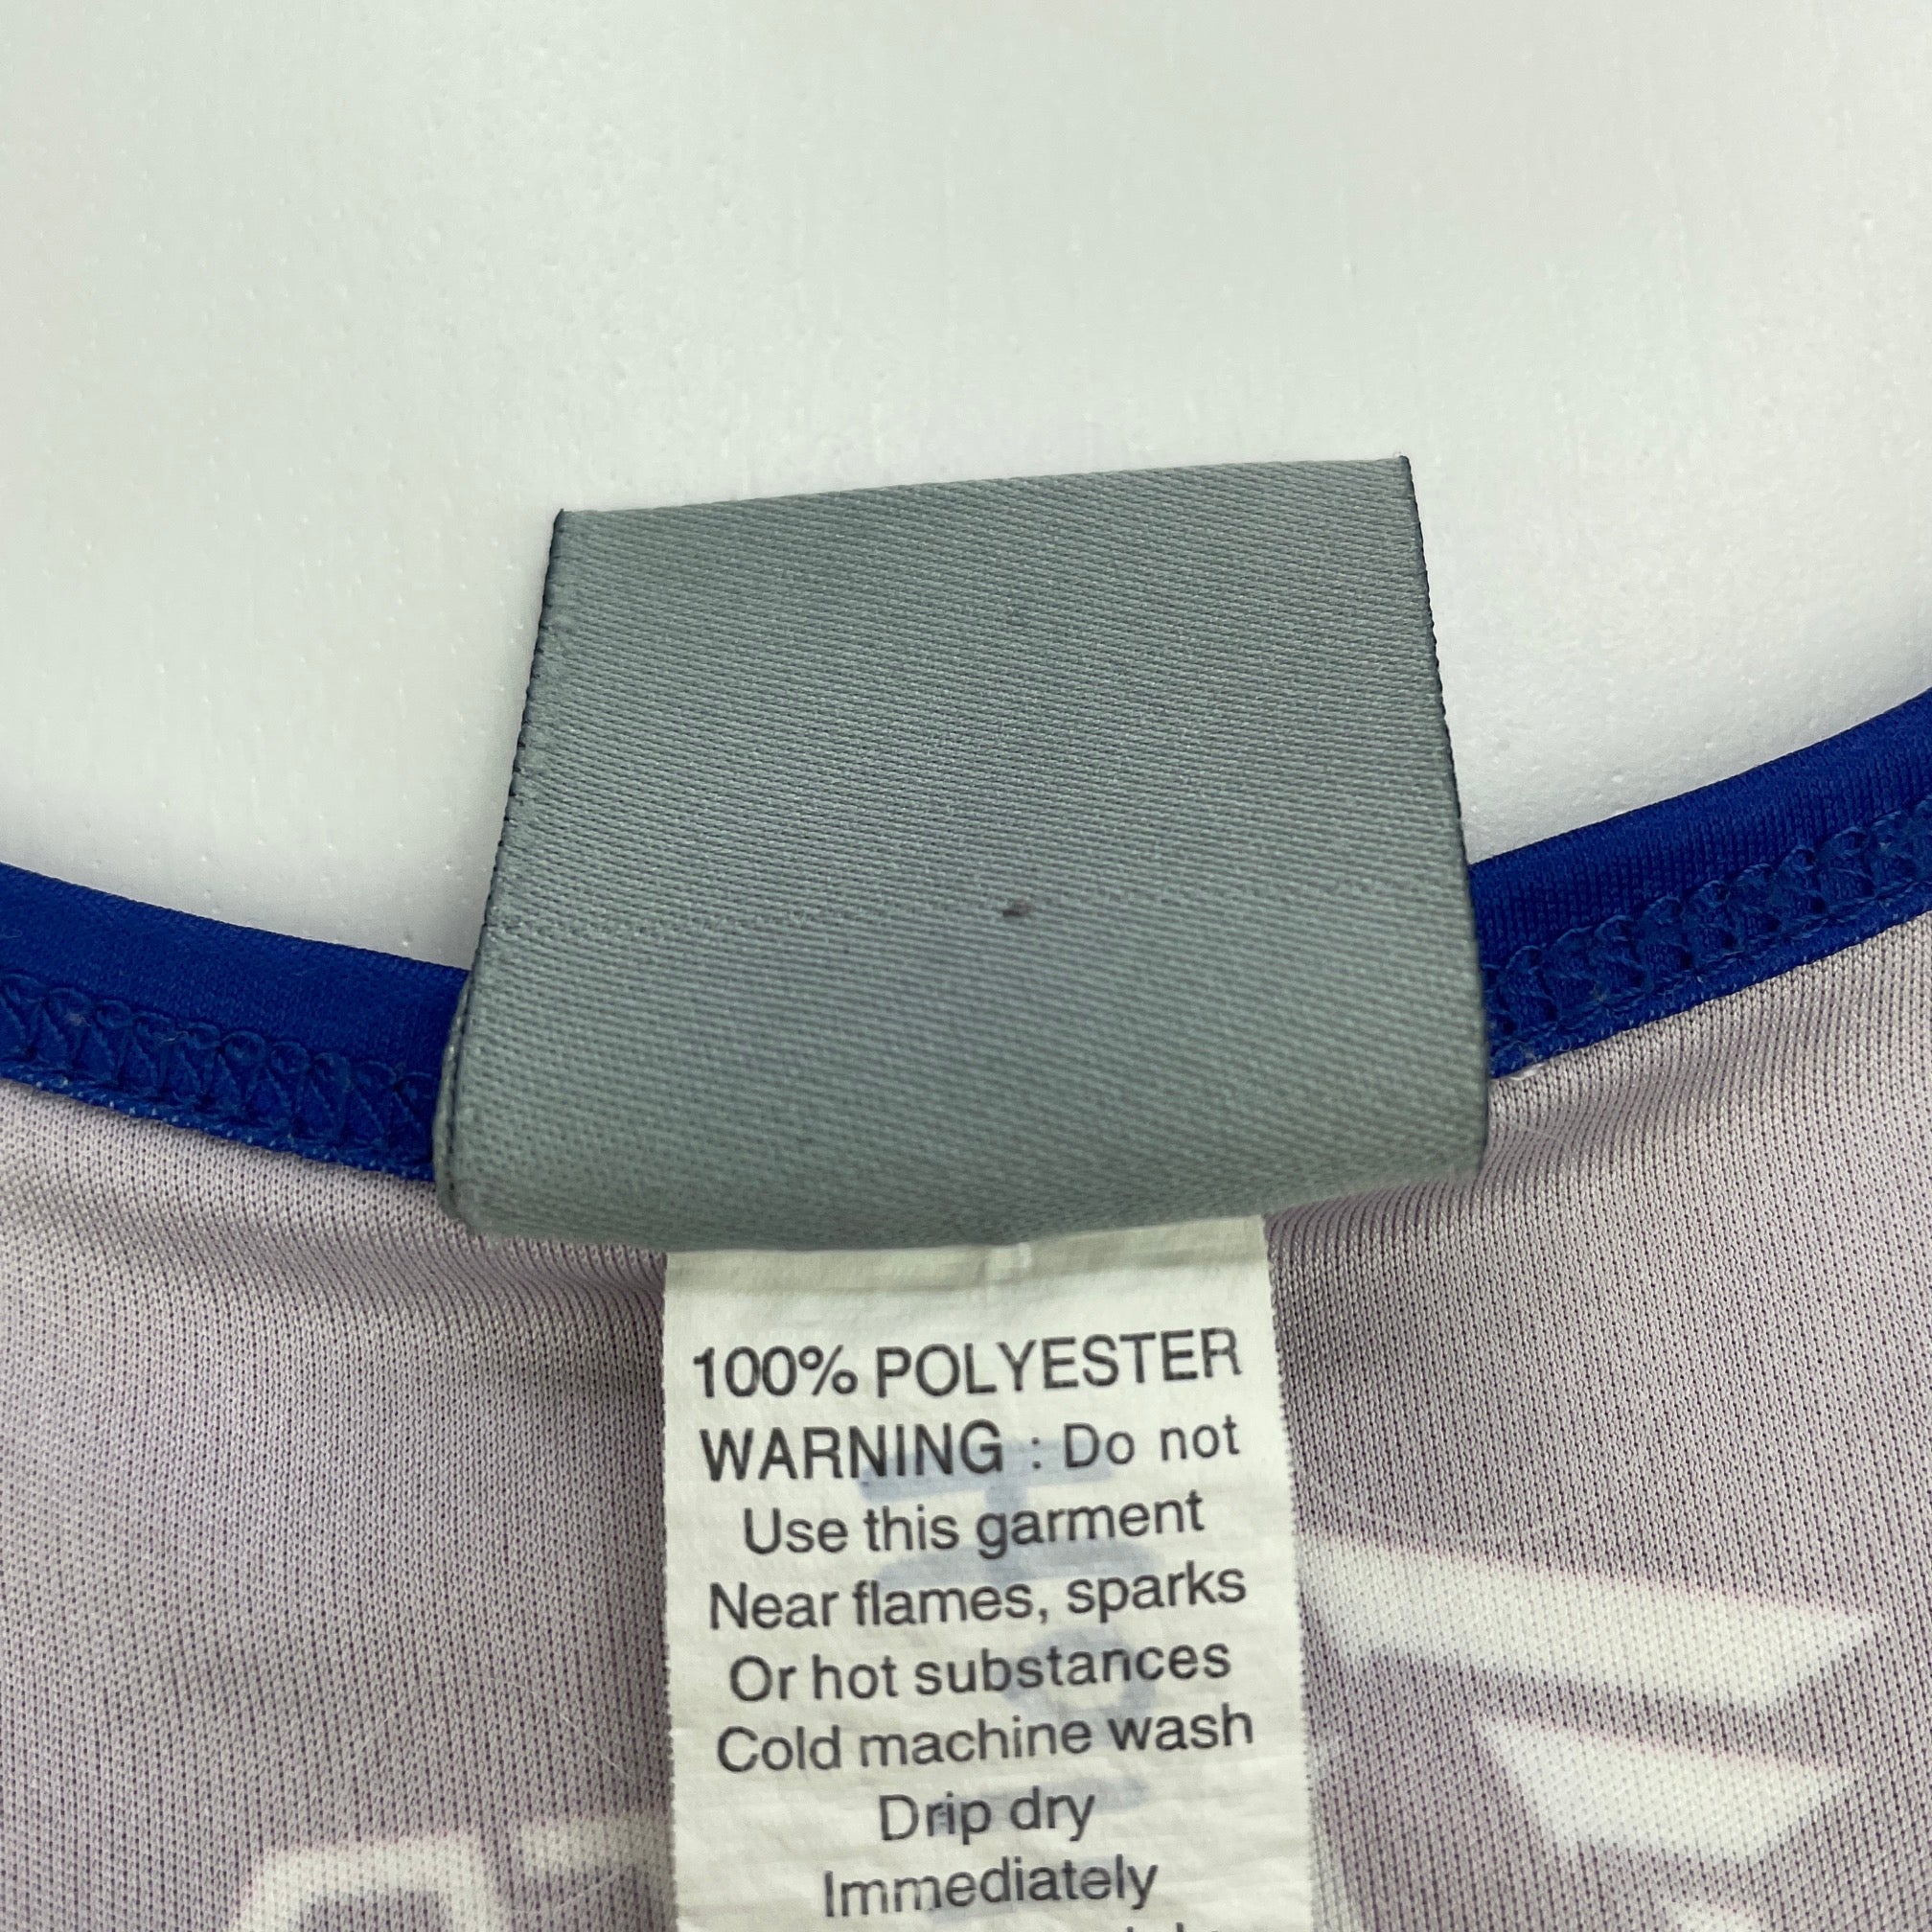 100% POLYESTER
WARNING : Do not
Use this garment
Near flames, sparks
Or hot substances
Cold machine wash
Drip dry
Immediately